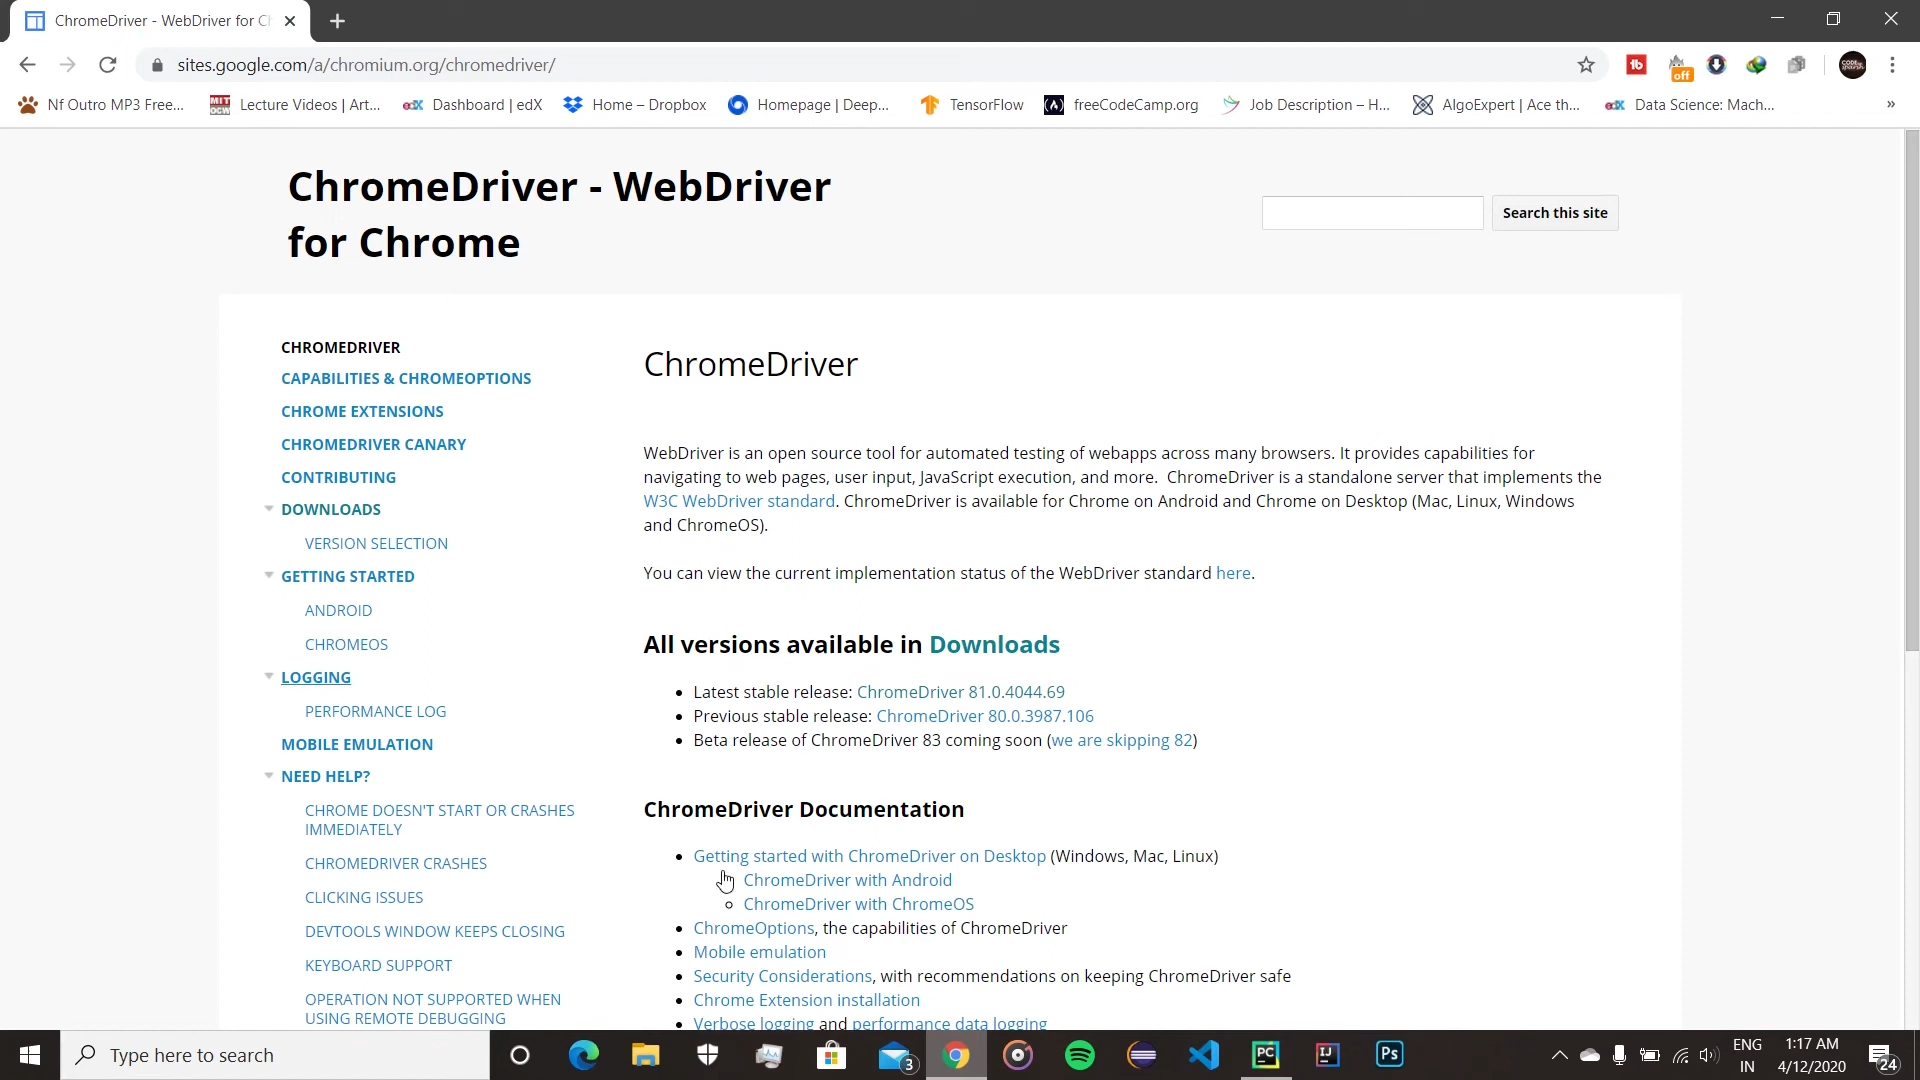 ChromeDriver - WebDriver for Ch
sites.google.com/a/chromium.org/chromedriver/
off
Nf Outro MP3 Free...
Lecture Videos | Art...
Dashboard | edX
Home – Dropbox
Homepage | Deep...
TensorFlow
freeCodeCamp.org
Job Description – H...
AlgoExpert | Ace th...
Data Science: Mach...
»
ChromeDriver - WebDriver
for Chrome
Search this site
CHROMEDRIVER
CAPABILITIES & CHROMEOPTIONS
CHROME EXTENSIONS
CHROMEDRIVER CANARY
CONTRIBUTING
DOWNLOADS
VERSION SELECTION
GETTING STARTED
ANDROID
CHROMEOS
LOGGING
PERFORMANCE LOG
MOBILE EMULATION
NEED HELP?
CHROME DOESN'T START OR CRASHES
IMMEDIATELY
CHROMEDRIVER CRASHES
CLICKING ISSUES
DEVTOOLS WINDOW KEEPS CLOSING
KEYBOARD SUPPORT
OPERATION NOT SUPPORTED WHEN
USING REMOTE DEBUGGING
ChromeDriver
WebDriver is an open source tool for automated testing of webapps across many browsers. It provides capabilities for
navigating to web pages, user input, JavaScript execution, and more.  ChromeDriver is a standalone server that implements the
W3C WebDriver standard. ChromeDriver is available for Chrome on Android and Chrome on Desktop (Mac, Linux, Windows
and ChromeOS).
You can view the current implementation status of the WebDriver standard here.
All versions available in Downloads
• Latest stable release: ChromeDriver 81.0.4044.69
• Previous stable release: ChromeDriver 80.0.3987.106
• Beta release of ChromeDriver 83 coming soon (we are skipping 82)
ChromeDriver Documentation
• Getting started with ChromeDriver on Desktop (Windows, Mac, Linux)
ChromeDriver with Android
ChromeDriver with ChromeOS
• ChromeOptions, the capabilities of ChromeDriver
• Mobile emulation
• Security Considerations, with recommendations on keeping ChromeDriver safe
• Chrome Extension installation
• Verbose logging and performance data logging
Type here to search
3
PC
IJ
Ps
ENG
IN
1:17 AM
4/12/2020
24